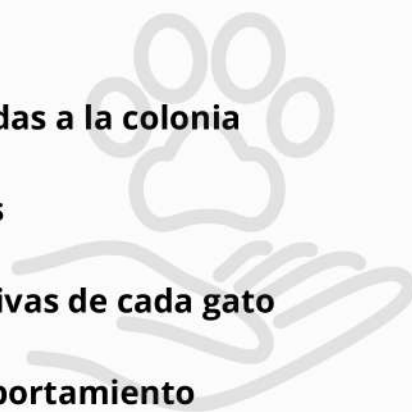 das a la colonia
s
ivas de cada gato
portamiento